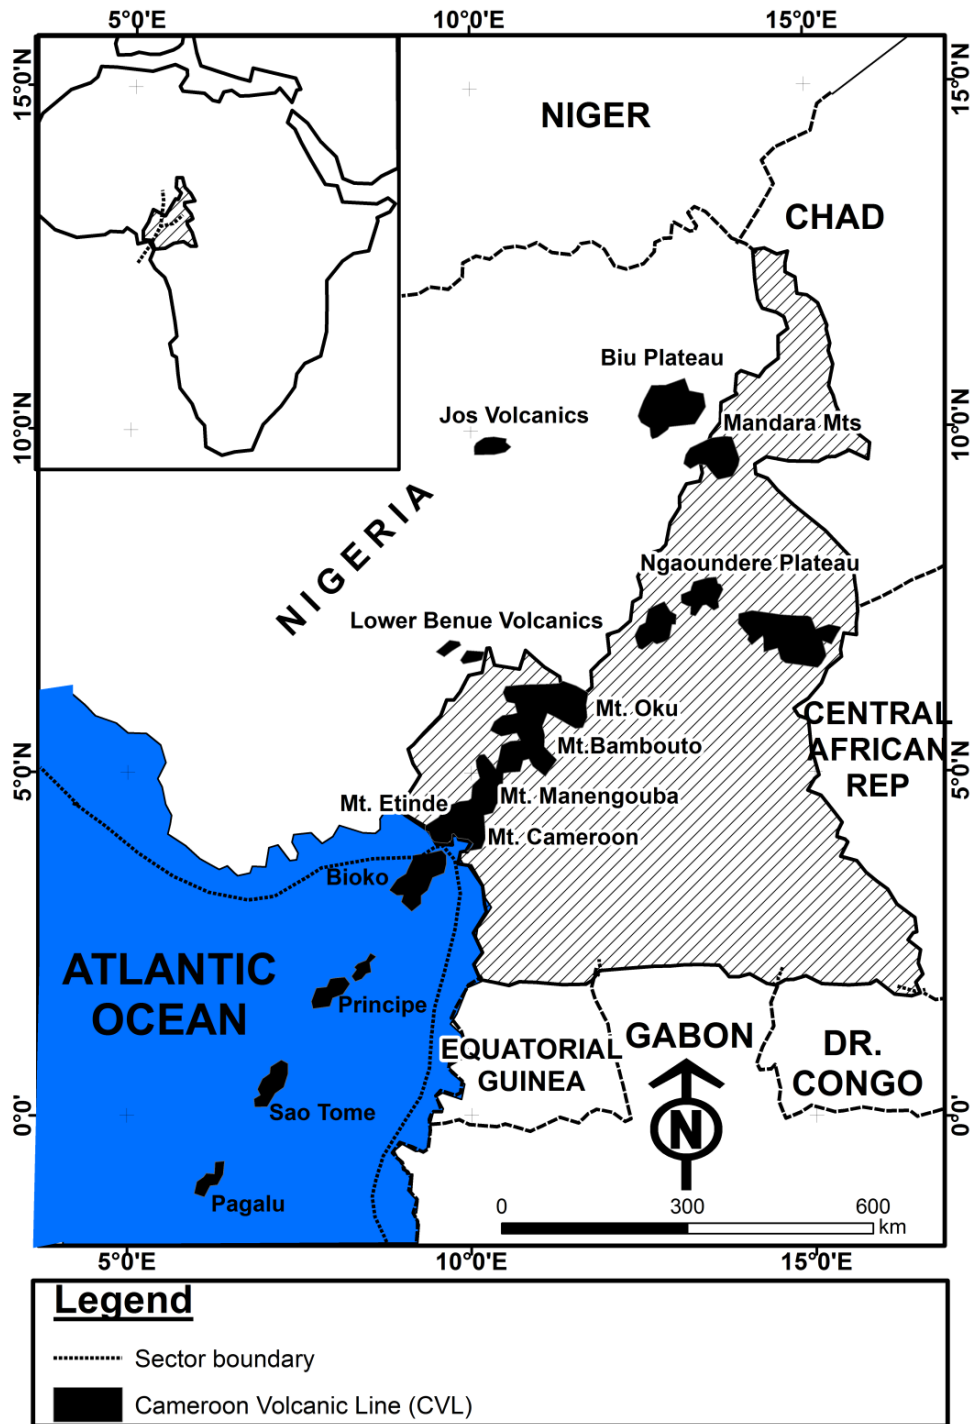 5°0'E
10°0'E
15°0'E
15°0'N
15°0'N
NIGER
CHAD
Biu Plateau
10°0'N
Jos Volcanics
Mandara Mts
10°0'N
NIGERIA
Ngaoundere Plateau
Lower Benue Volcanics
Mt. Oku
CENTRAL
AFRICAN
REP
Mt.Bambouto
5°0'N
5°0'N
Mt. Manengouba
Mt. Etinde
Mt. Cameroon
Bioko
ATLANTIC
OCEAN
Principe
EQUATORIAL
GUINEA
GABON
DR.
CONGO
Sao Tome
0°0'
0°0'
N
Pagalu
0
300
600
km
5°0'E
10°0'E
15°0'E
Legend
Sector boundary
Cameroon Volcanic Line (CVL)